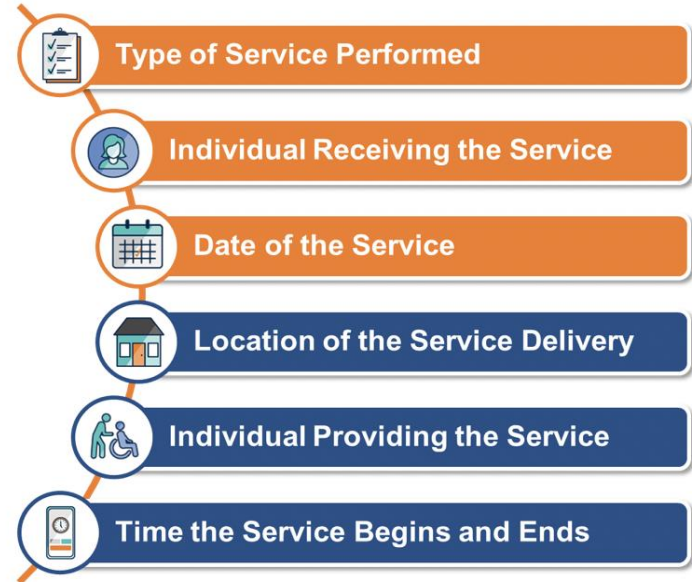 Type of Service Performed
Individual Receiving the Service
Date of the Service
Location of the Service Delivery
Individual Providing the Service
Time the Service Begins and Ends